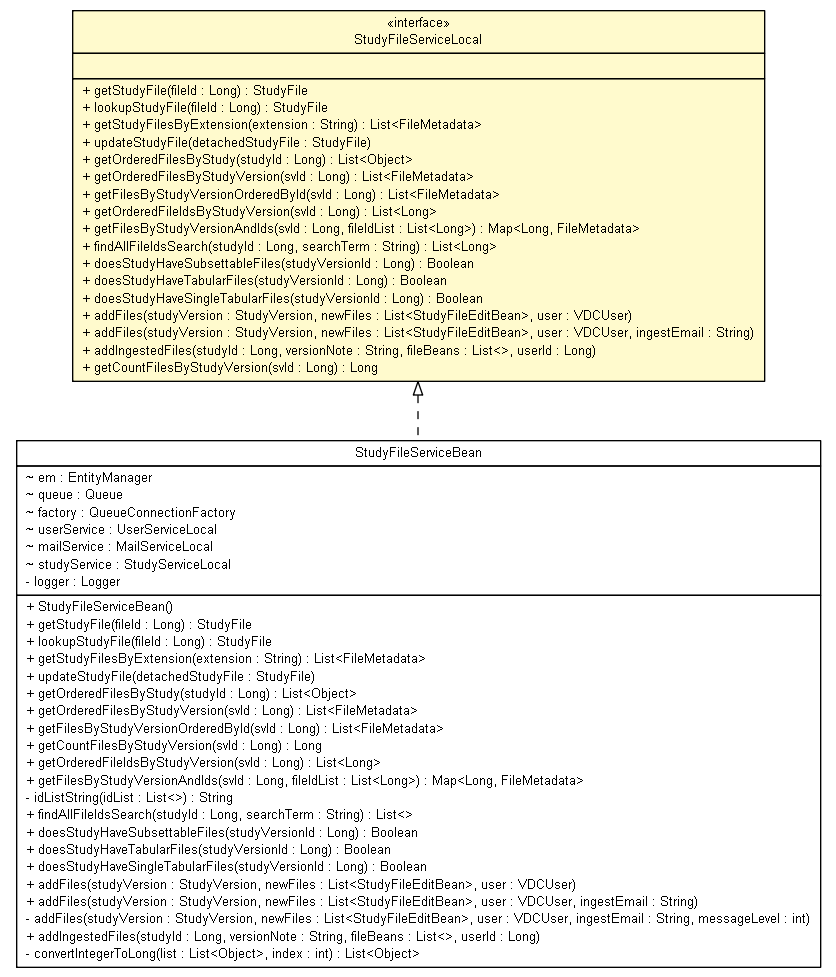 «interface»
StudyFileServiceLocal
+ getStudyFile(fileId : Long) : StudyFile
+ lookupStudyFile(fileId : Long) : StudyFile
+ getStudyFilesByExtension(extension : String) : List<FileMetadata>
+ updateStudyFile(detachedStudyFile : StudyFile)
+ getOrderedFilesByStudy(studyId : Long) : List<Object>
+ getOrderedFilesByStudyVersion(svId : Long) : List<FileMetadata>
+ getFilesByStudyVersionOrderedById(svId : Long) : List<FileMetadata>
+ getOrderedFileIdsByStudyVersion(svId : Long) : List<Long>
+ getFilesByStudyVersionAndIds(svId : Long, fileIdList : List<Long>) : Map<Long, FileMetadata>
+ findAllFileIdsSearch(studyId : Long, searchTerm : String) : List<Long>
+ doesStudyHaveSubsettableFiles(studyVersionId : Long) : Boolean
+ doesStudyHaveTabularFiles(studyVersionId : Long) : Boolean
+ doesStudyHaveSingleTabularFiles(studyVersionId : Long) : Boolean
+ addFiles(studyVersion : StudyVersion, newFiles : List<StudyFileEditBean>, user : VDCUser)
+ addFiles(studyVersion : StudyVersion, newFiles : List<StudyFileEditBean>, user : VDCUser, ingestEmail : String)
+ addIngestedFiles(studyId : Long, versionNote : String, fileBeans : List<>, userId : Long)
+ getCountFilesByStudyVersion(svId : Long) : Long
StudyFileServiceBean
~ em : EntityManager
~ queue : Queue
~ factory : QueueConnectionFactory
~ userService : UserServiceLocal
~ mailService : MailServiceLocal
~ studyService : StudyServiceLocal
- logger : Logger
+ StudyFileServiceBean()
+ getStudyFile(fileId : Long) : StudyFile
+ lookupStudyFile(fileId : Long) : StudyFile
+ getStudyFilesByExtension(extension : String) : List<FileMetadata>
+ updateStudyFile(detachedStudyFile : StudyFile)
+ getOrderedFilesByStudy(studyId : Long) : List<Object>
+ getOrderedFilesByStudyVersion(svId : Long) : List<FileMetadata>
+ getFilesByStudyVersionOrderedById(svId : Long) : List<FileMetadata>
+ getCountFilesByStudyVersion(svId : Long) : Long
+ getOrderedFileIdsByStudyVersion(svId : Long) : List<Long>
+ getFilesByStudyVersionAndIds(svId : Long, fileIdList : List<Long>) : Map<Long, FileMetadata>
- idListString(idList : List<>) : String
+ findAllFileIdsSearch(studyId : Long, searchTerm : String) : List<>
+ doesStudyHaveSubsettableFiles(studyVersionId : Long) : Boolean
+ doesStudyHaveTabularFiles(studyVersionId : Long) : Boolean
+ doesStudyHaveSingleTabularFiles(studyVersionId : Long) : Boolean
+ addFiles(studyVersion : StudyVersion, newFiles : List<StudyFileEditBean>, user : VDCUser)
+ addFiles(studyVersion : StudyVersion, newFiles : List<StudyFileEditBean>, user : VDCUser, ingestEmail : String)
- addFiles(studyVersion : StudyVersion, newFiles : List<StudyFileEditBean>, user : VDCUser, ingestEmail : String, messageLevel : int)
+ addIngestedFiles(studyId : Long, versionNote : String, fileBeans : List<>, userId : Long)
- convertIntegerToLong(list : List<Object>, index : int) : List<Object>